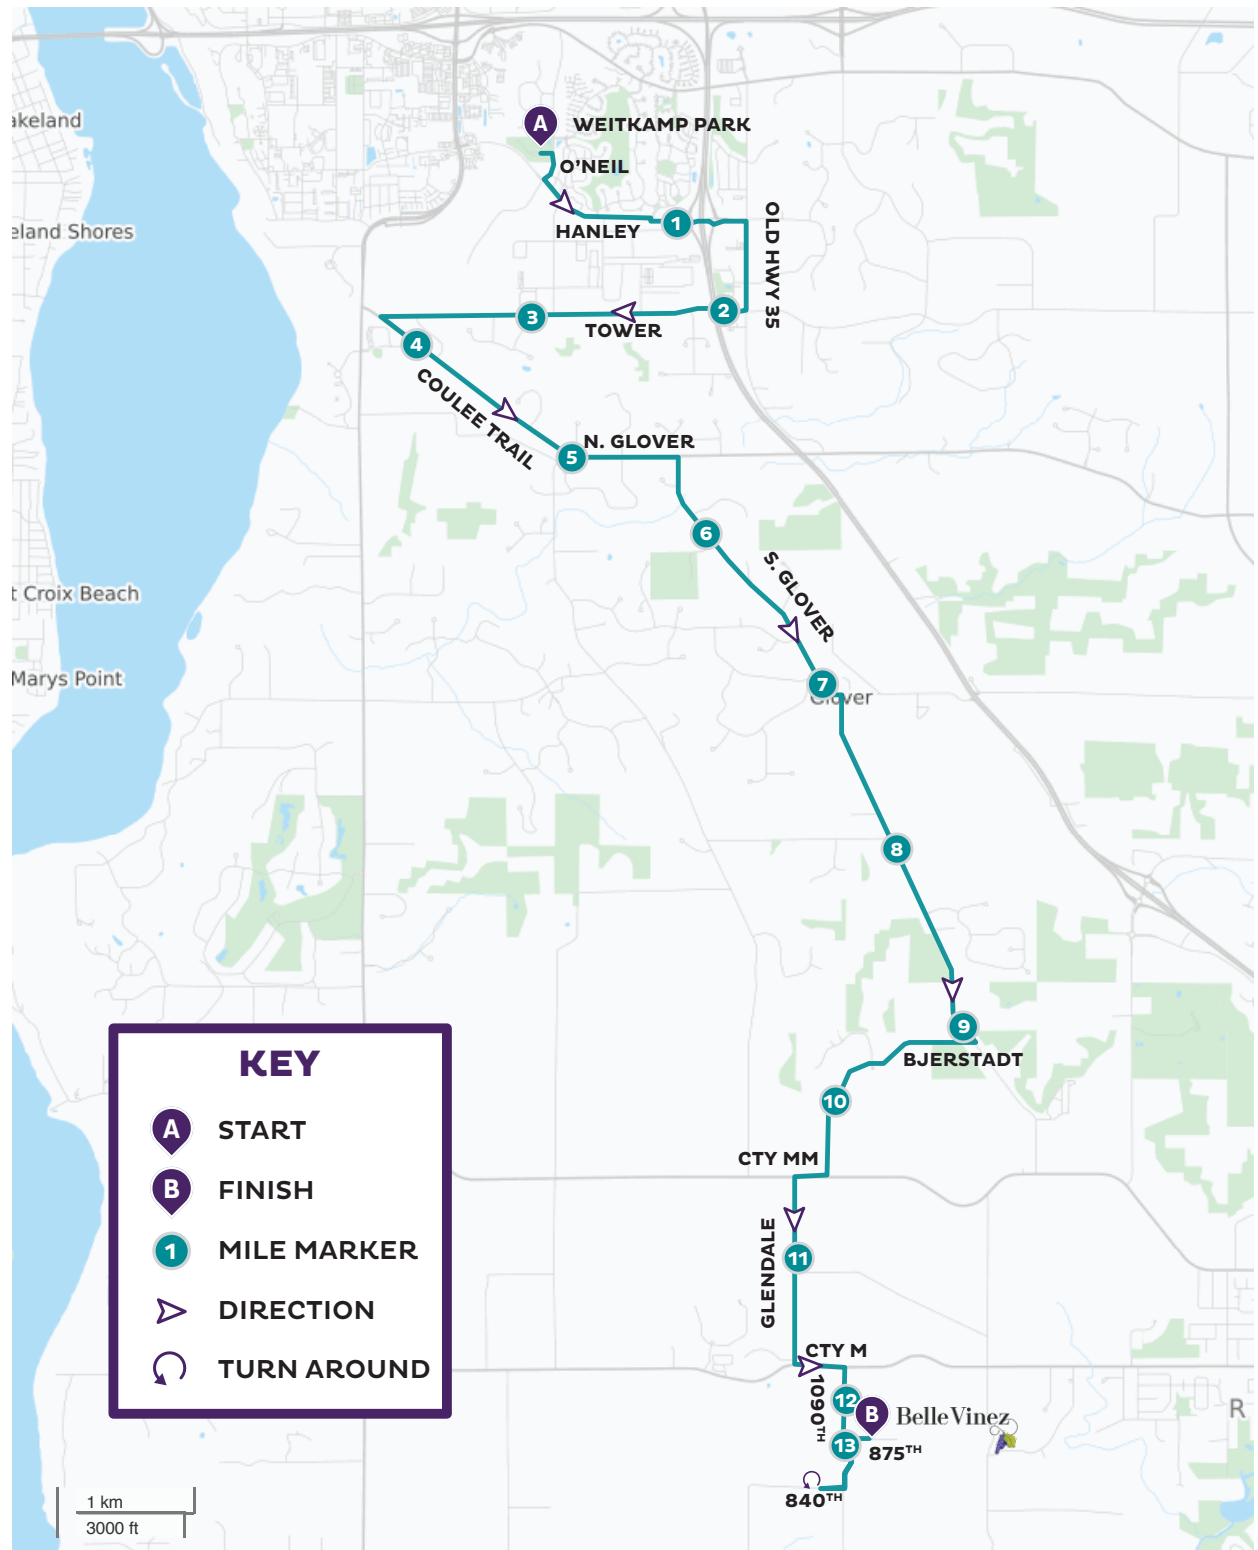 akeland
A
WEITKAMP PARK
O'NEIL
eland Shores
HANLEY
1
OLD HWY 35
2
3
TOWER
4
COULEE TRAIL
5
N. GLOVER
6
S. GLOVER
t Croix Beach
Marys Point
7
Glover
8
9
BJERSTADT
10
CTY MM
GLENDALE
11
CTY M
1090TH
12
B
BelleVinez
R
13
875TH
840TH
KEY
A START
B FINISH
1 MILE MARKER
DIRECTION
TURN AROUND
1 km
3000 ft